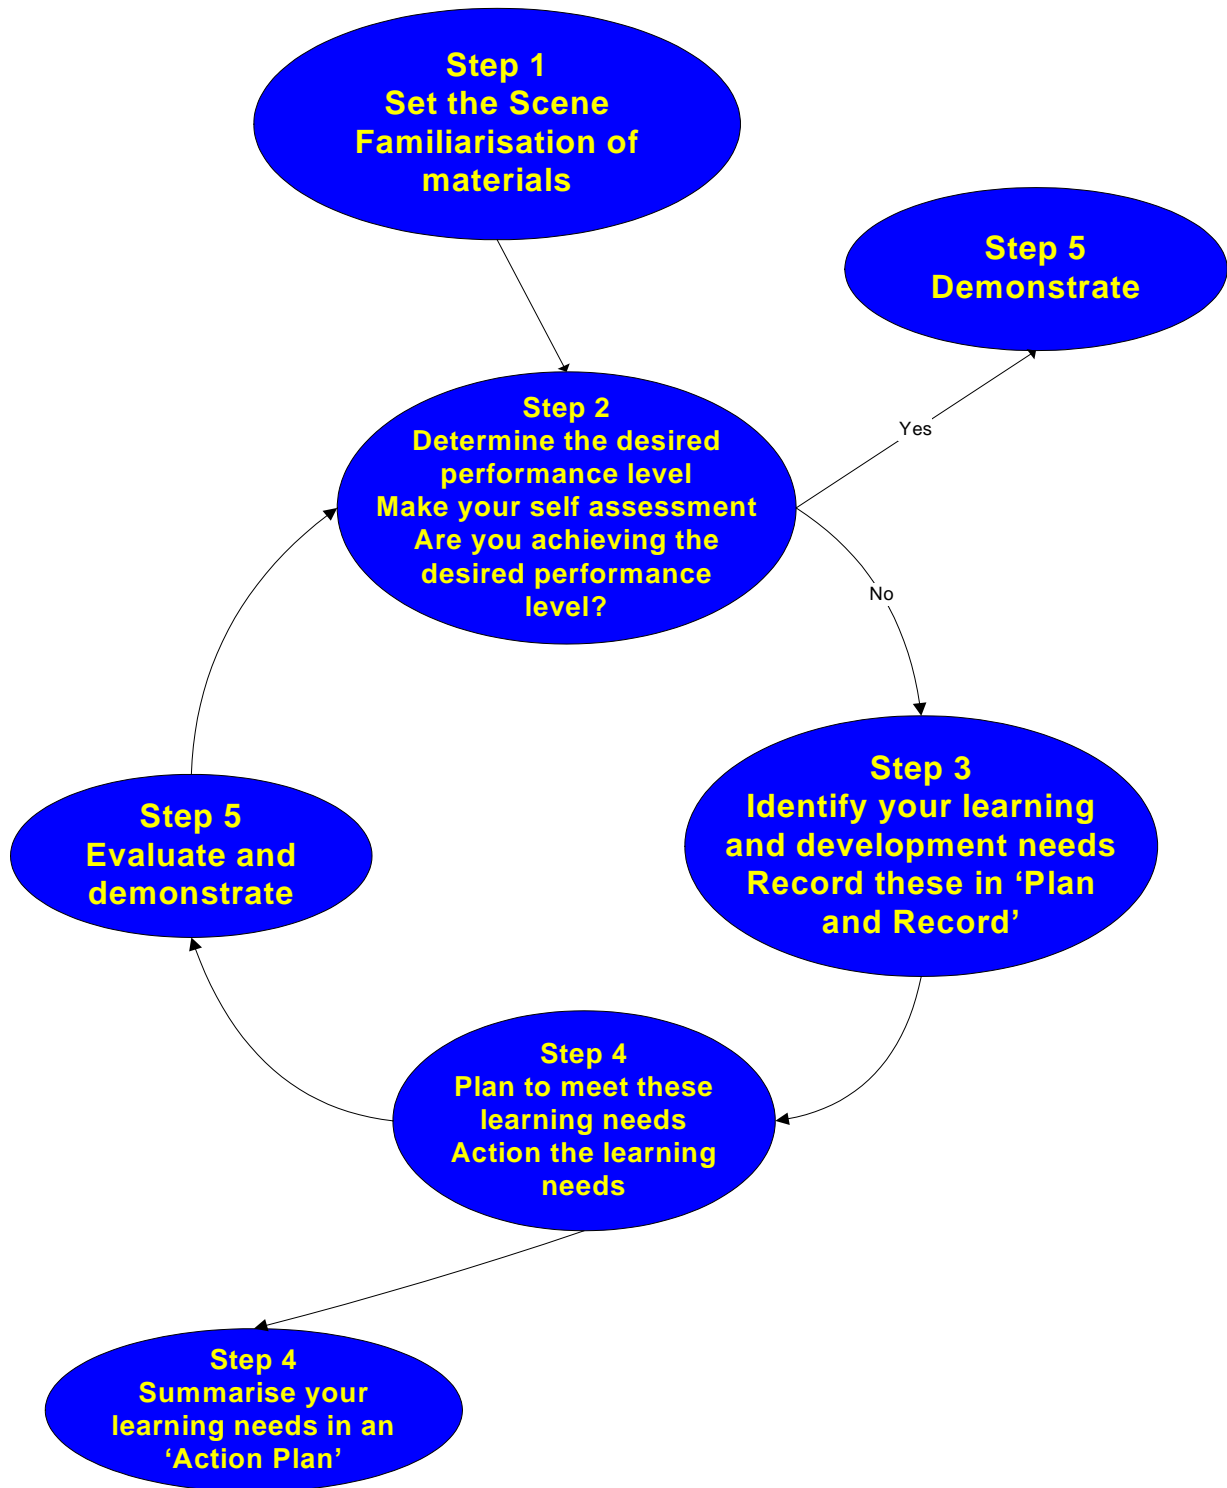 Step 1
Set the Scene
Familiarisation of
materials
Step 5
Demonstrate
Step 2
Determine the desired
performance level
Make your self assessment
Are you achieving the
desired performance
level?
Yes
No
Step 3
Identify your learning
and development needs
Record these in ‘Plan
and Record’
Step 5
Evaluate and
demonstrate
Step 4
Plan to meet these
learning needs
Action the learning
needs
Step 4
Summarise your
learning needs in an
‘Action Plan’